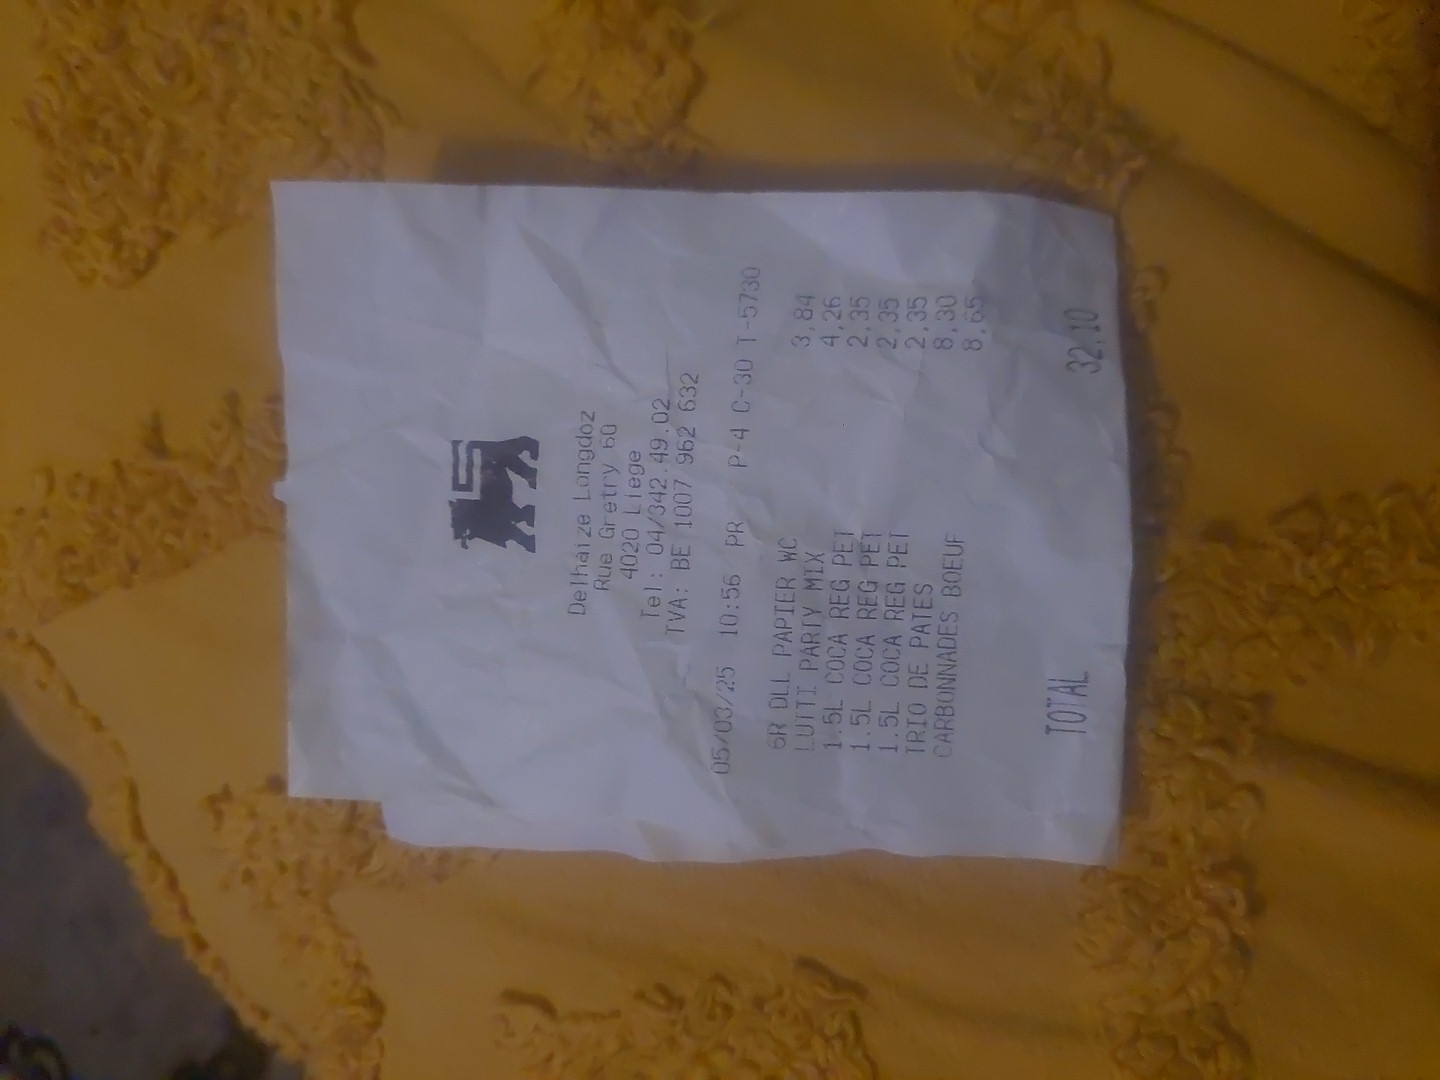 Delhaize Longdoz
Rue Gretry 60
4020 Liege
Tel: 04/342.49.02
TVA: BE 1007 962 632
05/03/25 10:56 PR P-4 C-30 T-5730
6R DLL PAPIER WC 3,84
LUTTI PARTY MIX 4,26
1.5L COCA REG PET 2,35
1.5L COCA REG PET 2,35
1.5L COCA REG PET 2,35
TRIO DE PATES 8,30
CARBONNADES BOEUF 8,65
TOTAL 32,10